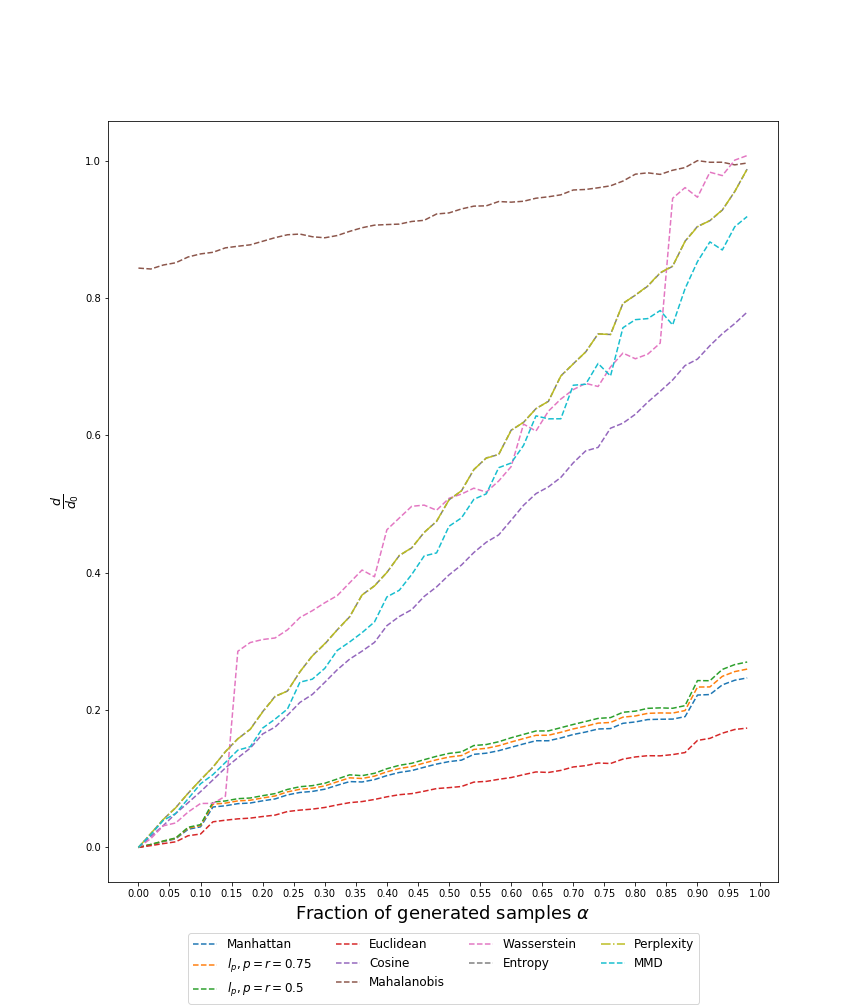 1.0
0.8
0.6
0.4
0.2
0.0
d/d₀
0.00 0.05 0.10 0.15 0.20 0.25 0.30 0.35 0.40 0.45 0.50 0.55 0.60 0.65 0.70 0.75 0.80 0.85 0.90 0.95 1.00
Fraction of generated samples α
Manhattan
lₚ, p = r = 0.75
lₚ, p = r = 0.5
Euclidean
Cosine
Mahalanobis
Wasserstein
Entropy
Perplexity
MMD